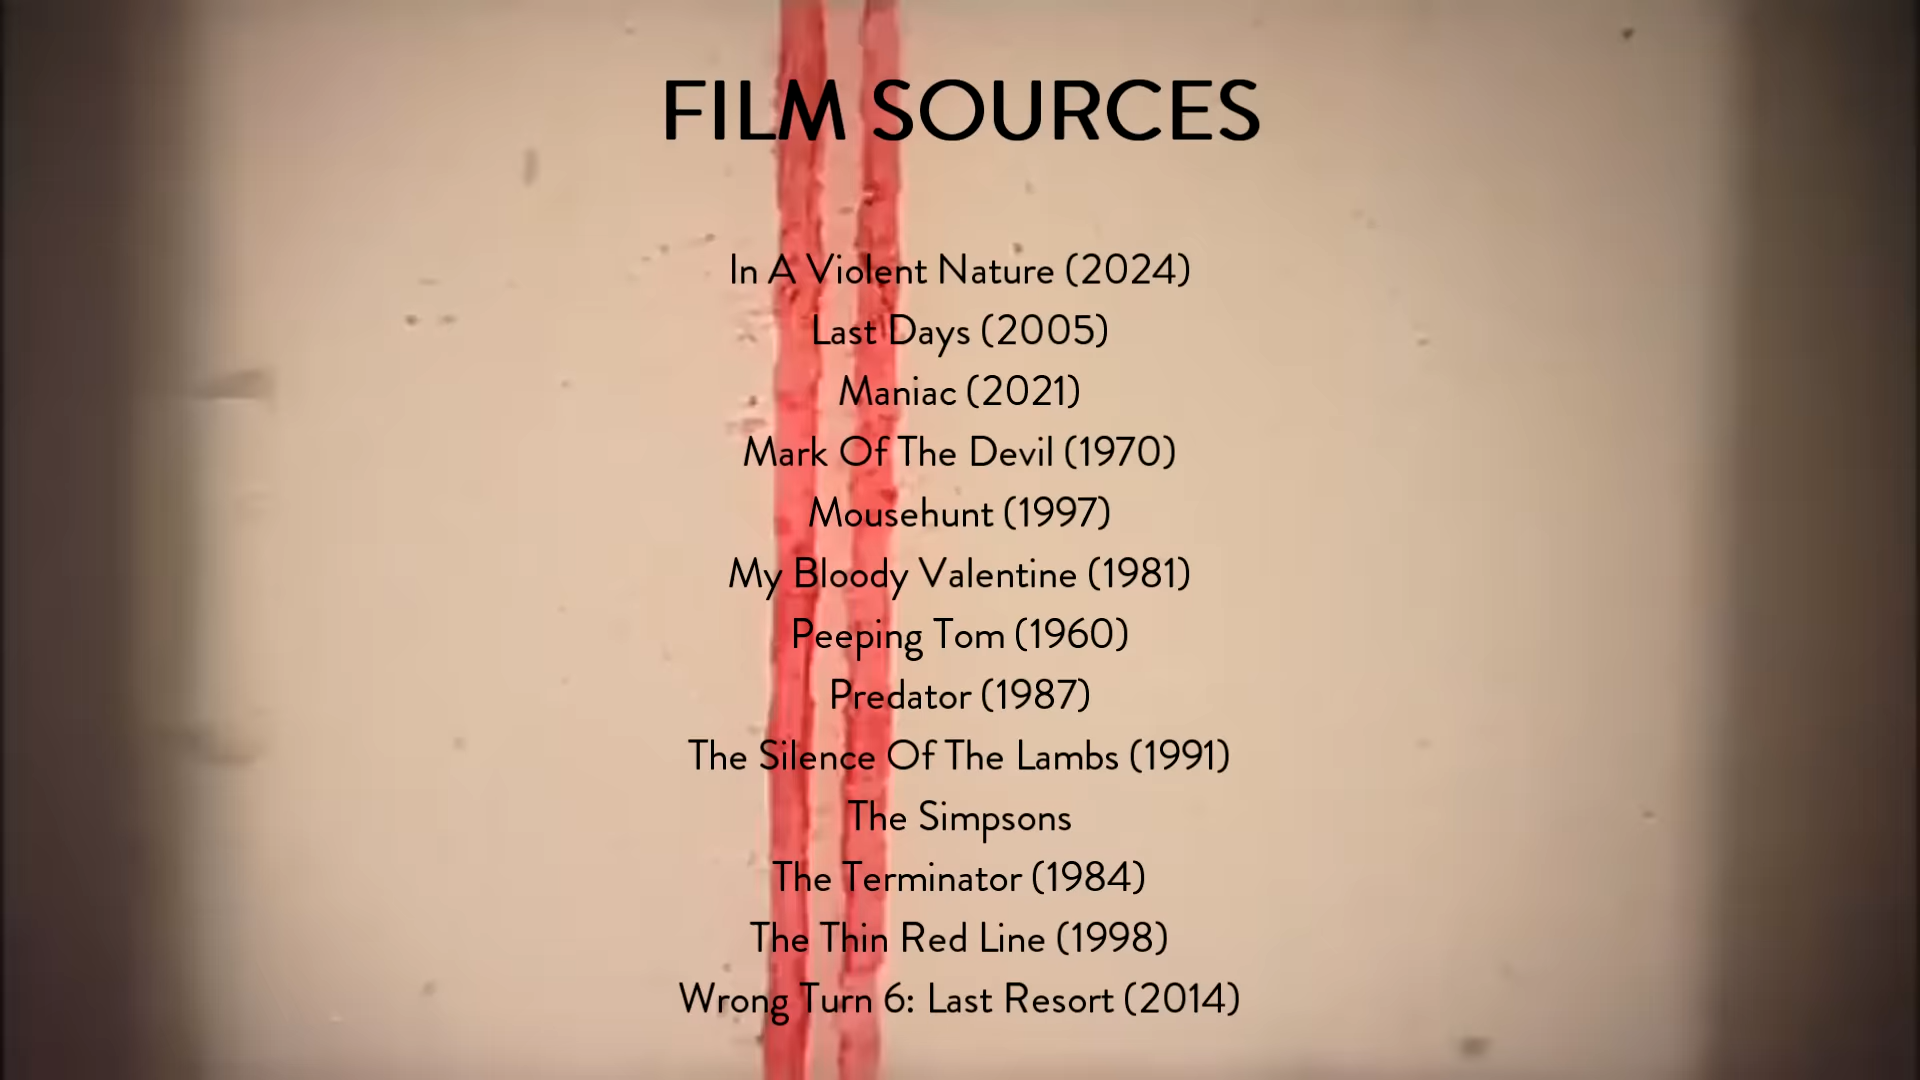 FILM SOURCES
In A Violent Nature (2024)
Last Days (2005)
Maniac (2021)
Mark Of The Devil (1970)
Mousehunt (1997)
My Bloody Valentine (1981)
Peeping Tom (1960)
Predator (1987)
The Silence Of The Lambs (1991)
The Simpsons
The Terminator (1984)
The Thin Red Line (1998)
Wrong Turn 6: Last Resort (2014)